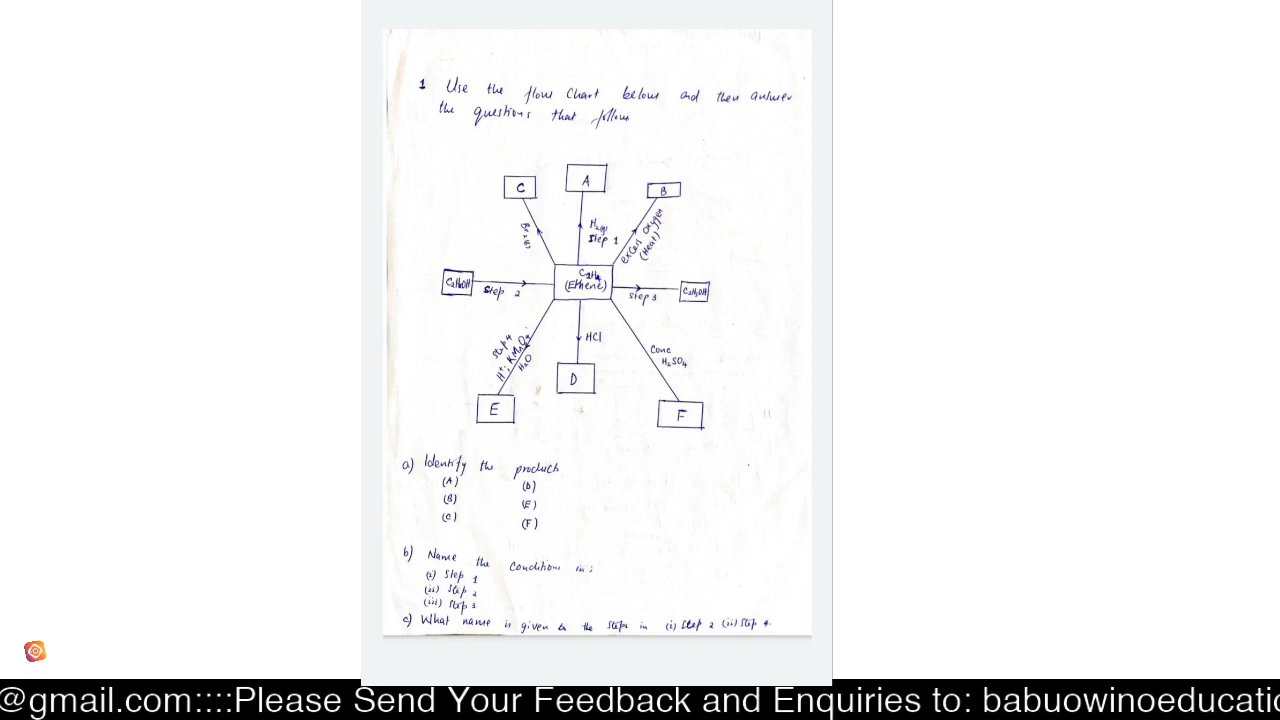 1 Use the flow chart below and then answer
the questions that follow
C
A
B
Br2(g)
H2(g)
Step 1
excess oxygen
(Heat)
C2H5OH
Step 2
C2H4
(Ethene)
Step 3
C2H5OH
Step 4
H+, KMnO4
H2O
HCl
Conc
H2SO4
D
E
F
a) Identify the products
(A) (D)
(B) (E)
(C) (F)
b) Name the conditions in:
(i) Step 1
(ii) Step 2
(iii) Step 3
c) What name is given to the steps in (i) Step 2 (ii) Step 4.
@gmail.com::::Please Send Your Feedback and Enquiries to: babuowinoeducati